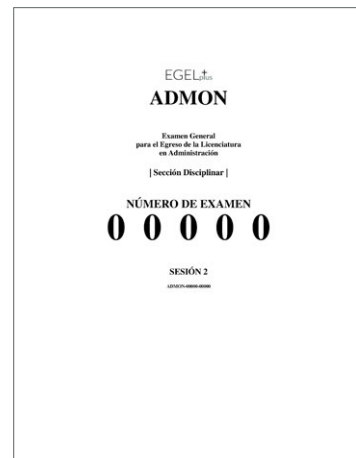 EGEL+plus
ADMON
Examen General
para el Egreso de la Licenciatura
en Administración
| Sección Disciplinar |
NÚMERO DE EXAMEN
0 0 0 0 0
SESIÓN 2
ADMON-00000-00000